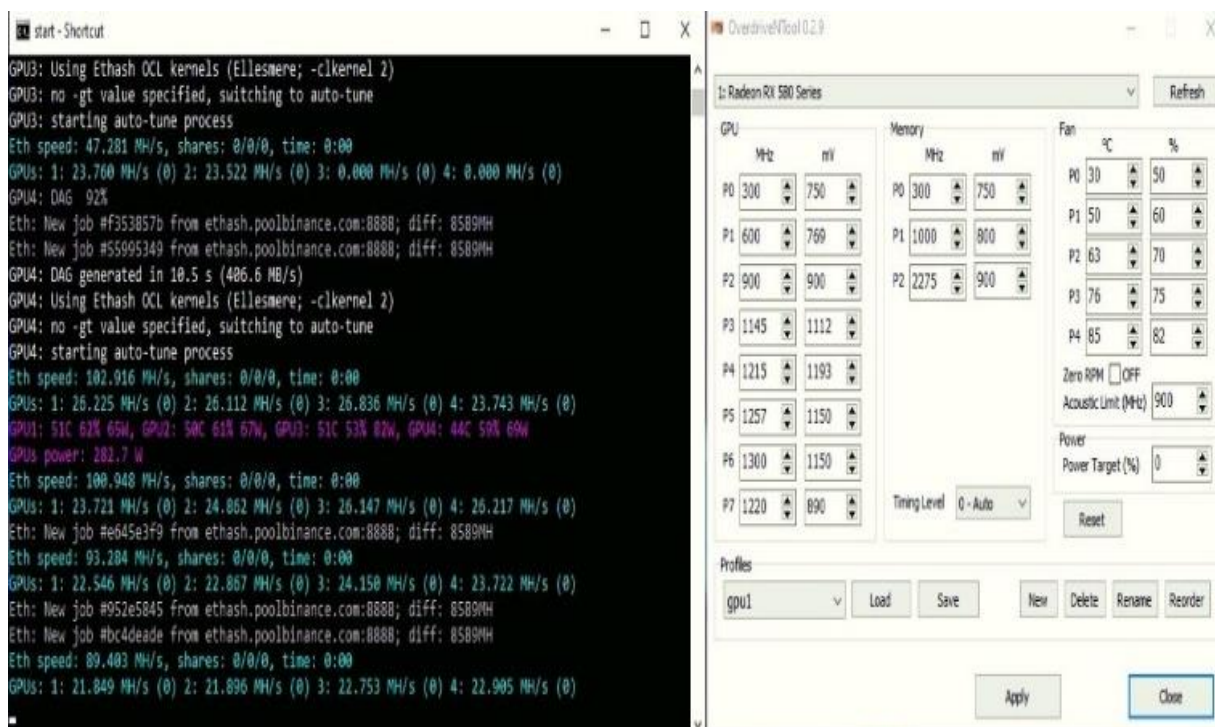 start - Shortcut
GPU3: Using Ethash OCL kernels (Ellesmere; -clkernel 2)
GPU3: no -gt value specified, switching to auto-tune
GPU3: starting auto-tune process
Eth speed: 47.281 MH/s, shares: 0/0/0, time: 0:00
GPUs: 1: 23.760 MH/s (0) 2: 23.522 MH/s (0) 3: 0.000 MH/s (0) 4: 0.000 MH/s (0)
GPU4: DAG 92%
Eth: New job #f353857b from ethash.poolbinance.com:8888; diff: 8589MH
Eth: New job #55995349 from ethash.poolbinance.com:8888; diff: 8589MH
GPU4: DAG generated in 10.5 s (406.6 MB/s)
GPU4: Using Ethash OCL kernels (Ellesmere; -clkernel 2)
GPU4: no -gt value specified, switching to auto-tune
GPU4: starting auto-tune process
Eth speed: 102.916 MH/s, shares: 0/0/0, time: 0:00
GPUs: 1: 26.225 MH/s (0) 2: 26.112 MH/s (0) 3: 26.836 MH/s (0) 4: 23.743 MH/s (0)
GPU1: 51C 62% 65W, GPU2: 50C 61% 67W, GPU3: 51C 53% 82W, GPU4: 44C 59% 69W
GPUs power: 282.7 W
Eth speed: 100.948 MH/s, shares: 0/0/0, time: 0:00
GPUs: 1: 23.721 MH/s (0) 2: 24.862 MH/s (0) 3: 26.147 MH/s (0) 4: 26.217 MH/s (0)
Eth: New job #e645e3f9 from ethash.poolbinance.com:8888; diff: 8589MH
Eth speed: 93.284 MH/s, shares: 0/0/0, time: 0:00
GPUs: 1: 22.546 MH/s (0) 2: 22.867 MH/s (0) 3: 24.150 MH/s (0) 4: 23.722 MH/s (0)
Eth: New job #952e5845 from ethash.poolbinance.com:8888; diff: 8589MH
Eth: New job #bc4deade from ethash.poolbinance.com:8888; diff: 8589MH
Eth speed: 89.403 MH/s, shares: 0/0/0, time: 0:00
GPUs: 1: 21.849 MH/s (0) 2: 21.896 MH/s (0) 3: 22.753 MH/s (0) 4: 22.905 MH/s (0)
OverdriveNTool 0.2.9
1: Radeon RX 580 Series Refresh
GPU
MHz mV
P0 300 750
P1 600 769
P2 900 900
P3 1145 1112
P4 1215 1193
P5 1257 1150
P6 1300 1150
P7 1220 890
Memory
MHz mV
P0 300 750
P1 1000 800
P2 2275 900
Timing Level 0 - Auto
Fan
ºC %
P0 30 50
P1 50 60
P2 63 70
P3 76 75
P4 85 82
Zero RPM OFF
Acoustic Limit (MHz) 900
Power
Power Target (%) 0
Reset
Profiles
gpu1 Load Save New Delete Rename Reorder
Apply Close